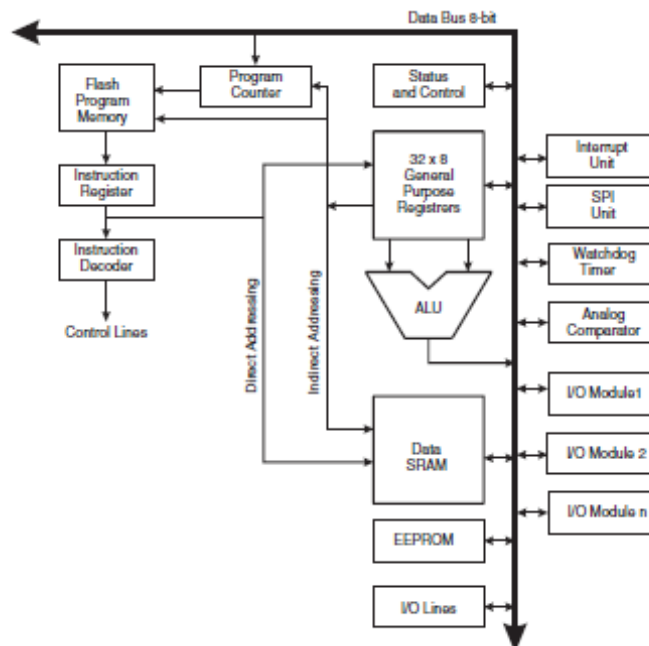 Data Bus 8-bit
Flash
Program
Memory
Program
Counter
Status
and Control
Instruction
Register
32 x 8
General
Purpose
Registrers
Interrupt
Unit
SPI
Unit
Instruction
Decoder
Watchdog
Timer
ALU
Control Lines
Direct Addressing
Indirect Addressing
Analog
Comparator
I/O Module1
Data
SRAM
I/O Module 2
I/O Module n
EEPROM
I/O Lines